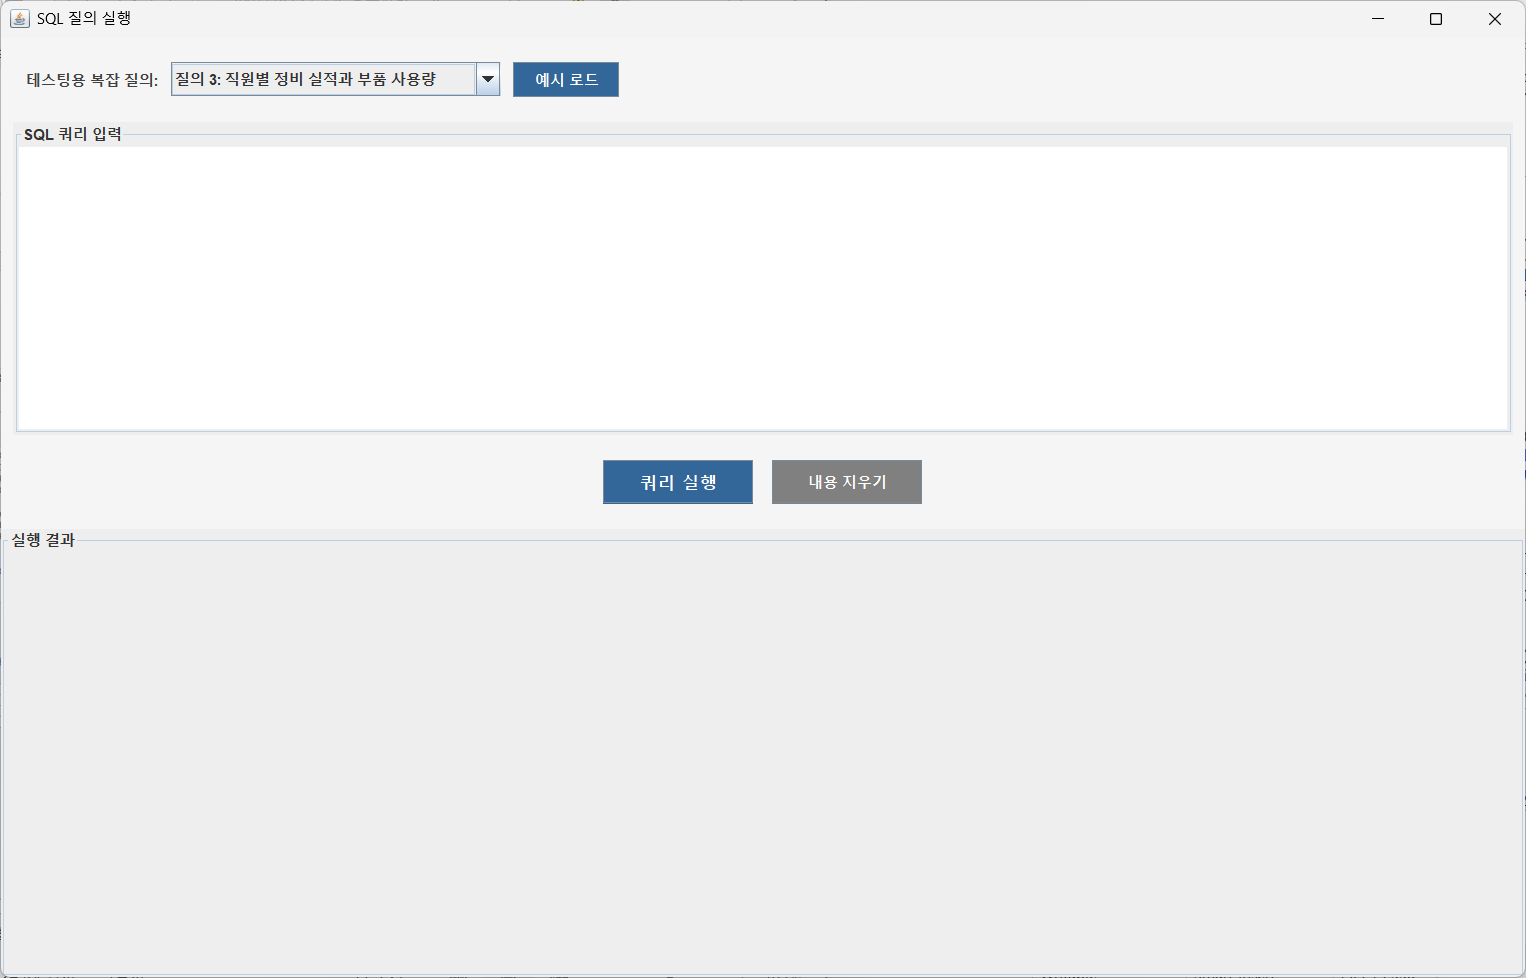 SQL 질의 실행
테스팅용 복잡 질의: 질의 3: 직원별 정비 실적과 부품 사용량 예시 로드
SQL 쿼리 입력
쿼리 실행 내용 지우기
실행 결과